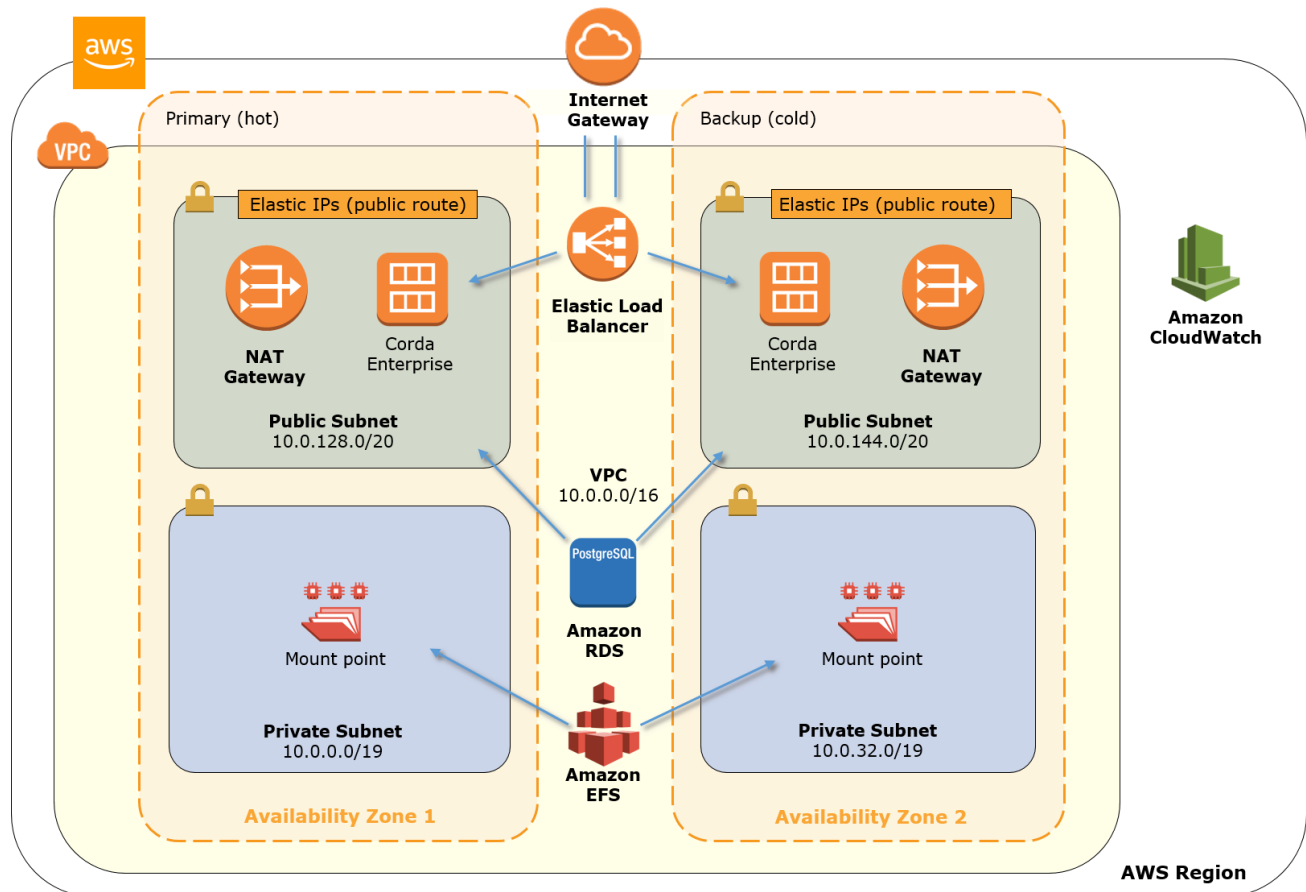 aws
Internet
Gateway
Primary (hot)
Backup (cold)
VPC
Elastic IPs (public route)
Elastic IPs (public route)
Elastic Load
Balancer
NAT
Gateway
Corda
Enterprise
Corda
Enterprise
NAT
Gateway
Amazon
CloudWatch
Public Subnet
10.0.128.0/20
Public Subnet
10.0.144.0/20
VPC
10.0.0.0/16
PostgreSQL
Amazon
RDS
Mount point
Mount point
Private Subnet
10.0.0.0/19
Private Subnet
10.0.32.0/19
Amazon
EFS
Availability Zone 1
Availability Zone 2
AWS Region